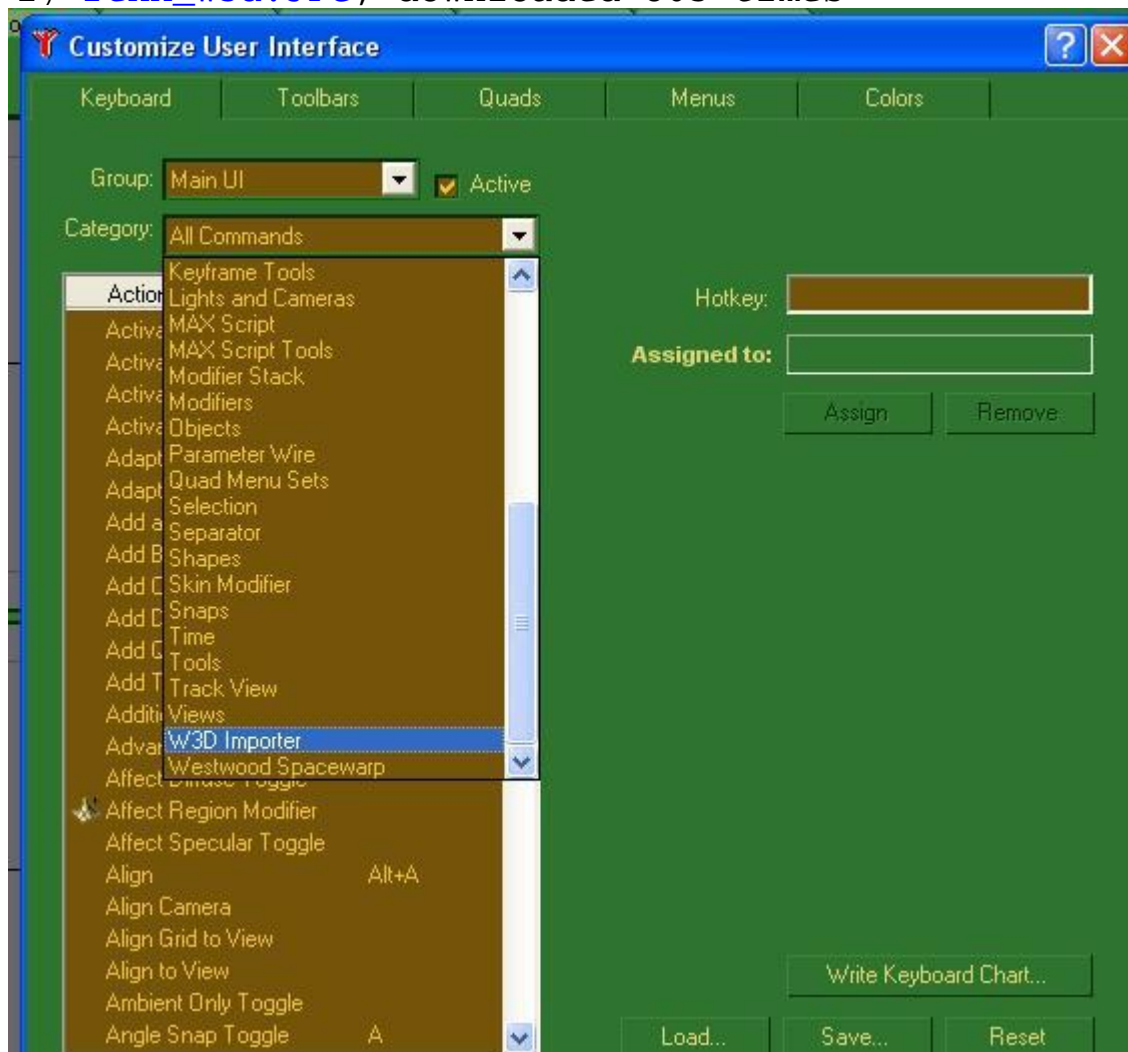 Customize User Interface
Keyboard Toolbars Quads Menus Colors
Group: Main UI Active
Category: All Commands
Keyframe Tools
Action Lights and Cameras
Hotkey:
MAX Script
MAX Script Tools
Assigned to:
Modifier Stack
Modifiers
Assign Remove
Objects
Parameter Wire
Quad Menu Sets
Selection
Separator
Shapes
Skin Modifier
Snaps
Time
Tools
Track View
Views
W3D Importer
Westwood Spacewarp
Affect Region Modifier
Affect Specular Toggle
Align Alt+A
Align Camera
Align Grid to View
Align to View
Write Keyboard Chart...
Ambient Only Toggle
Angle Snap Toggle A
Load... Save... Reset